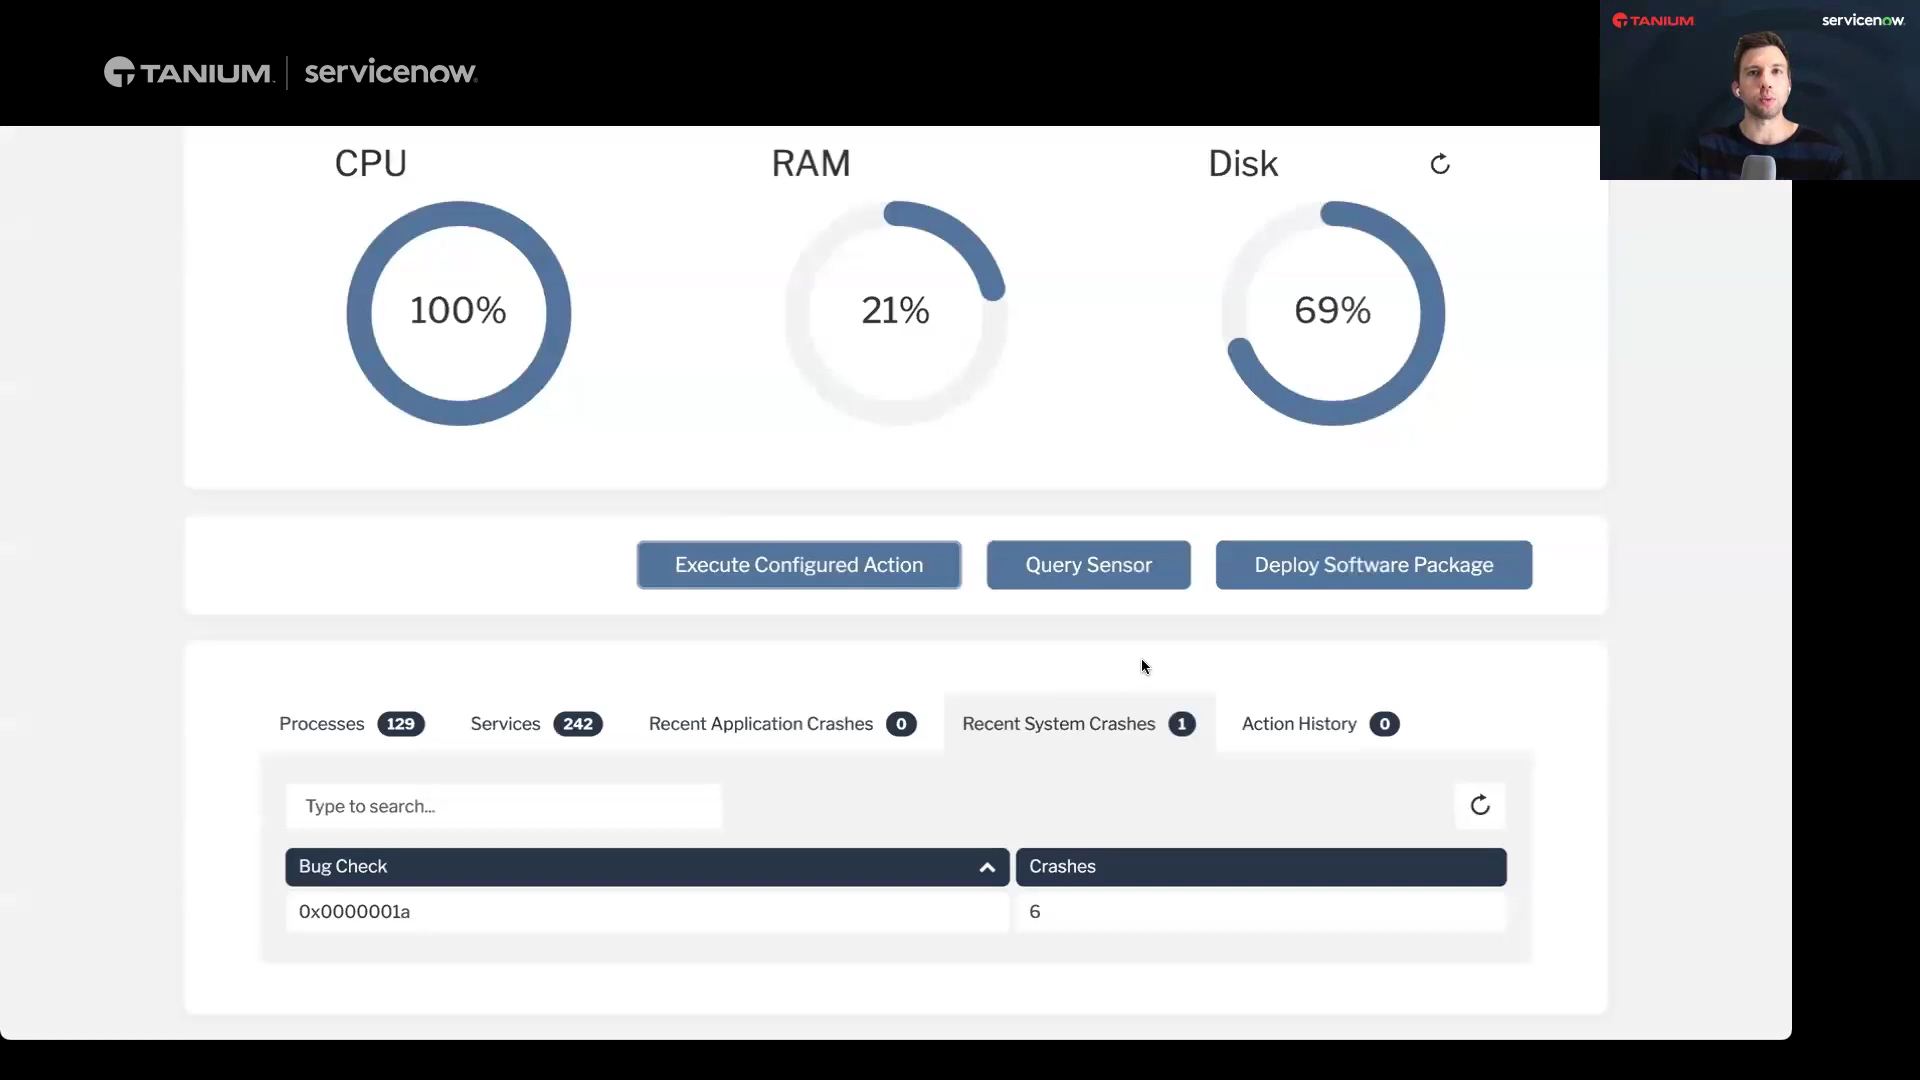 TANIUM servicenow
TANIUM servicenow
CPU RAM Disk
100% 21% 69%
Execute Configured Action Query Sensor Deploy Software Package
Processes 129 Services 242 Recent Application Crashes 0 Recent System Crashes 1 Action History 0
Type to search...
Bug Check Crashes
0x0000001a 6